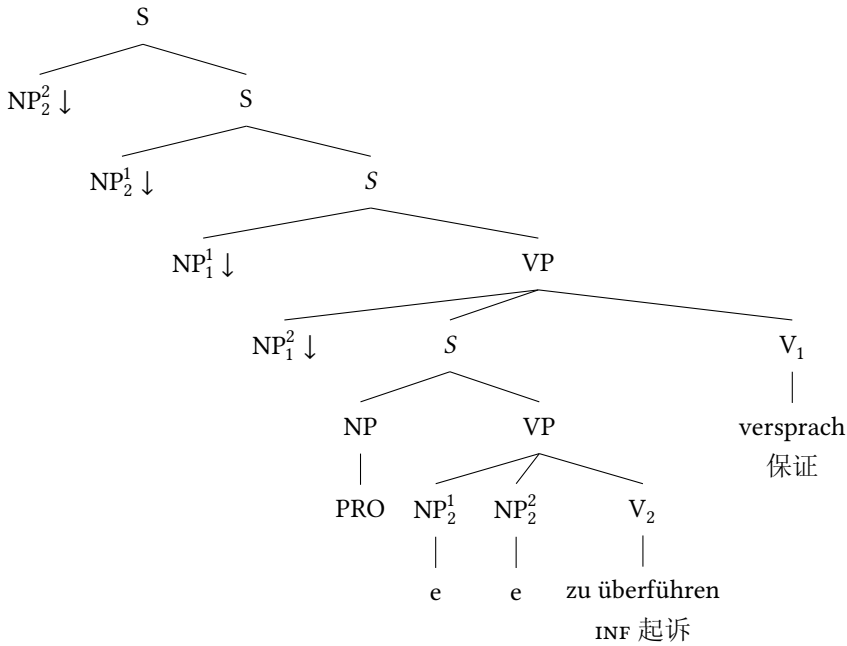 S
NP₂² ↓ S
NP₂¹ ↓ S
NP₁¹ ↓ VP
NP₁² ↓ S V₁
NP VP versprach
保证
PRO NP₂¹ NP₂² V₂
e e zu überführen
INF 起诉